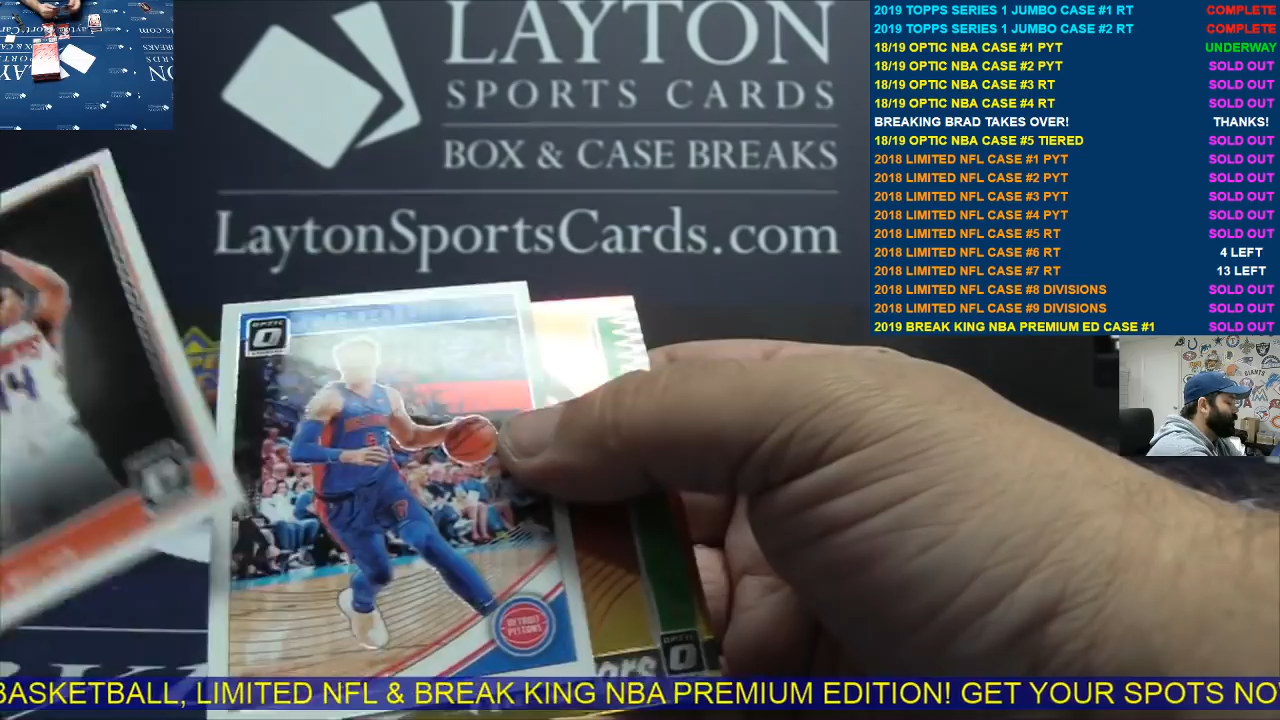 LAYTON
SPORTS CARDS
BOX & CASE BREAKS
LaytonSportsCards.com
2019 TOPPS SERIES 1 JUMBO CASE #1 RT COMPLETE
2019 TOPPS SERIES 1 JUMBO CASE #2 RT COMPLETE
18/19 OPTIC NBA CASE #1 PYT UNDERWAY
18/19 OPTIC NBA CASE #2 PYT SOLD OUT
18/19 OPTIC NBA CASE #3 RT SOLD OUT
18/19 OPTIC NBA CASE #4 RT SOLD OUT
BREAKING BRAD TAKES OVER! THANKS!
18/19 OPTIC NBA CASE #5 TIERED SOLD OUT
2018 LIMITED NFL CASE #1 PYT SOLD OUT
2018 LIMITED NFL CASE #2 PYT SOLD OUT
2018 LIMITED NFL CASE #3 PYT SOLD OUT
2018 LIMITED NFL CASE #4 PYT SOLD OUT
2018 LIMITED NFL CASE #5 RT SOLD OUT
2018 LIMITED NFL CASE #6 RT 4 LEFT
2018 LIMITED NFL CASE #7 RT 13 LEFT
2018 LIMITED NFL CASE #8 DIVISIONS SOLD OUT
2018 LIMITED NFL CASE #9 DIVISIONS SOLD OUT
2019 BREAK KING NBA PREMIUM ED CASE #1 SOLD OUT
OPTIC
DETROIT
PISTONS
OPTIC
BASKETBALL, LIMITED NFL & BREAK KING NBA PREMIUM EDITION! GET YOUR SPOTS NO